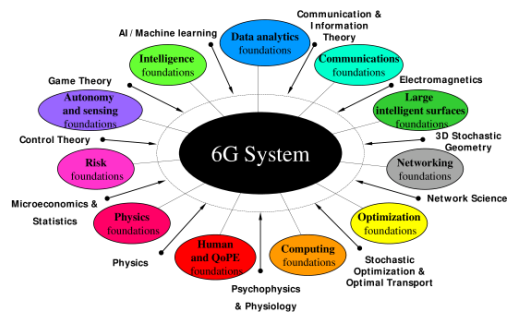 Communication &
Information
Theory
AI / Machine learning
Data analytics
foundations
Intelligence
foundations
Communications
foundations
Game Theory
Electromagnetics
Autonomy
and sensing
foundations
Large
intelligent surfaces
foundations
Control Theory
3D Stochastic
Geometry
6G System
Risk
foundations
Networking
foundations
Microeconomics &
Statistics
Network Science
Physics
foundations
Optimization
foundations
Physics
Human
and QoPE
foundations
Computing
foundations
Stochastic
Optimization &
Optimal Transport
Psychophysics
& Physiology